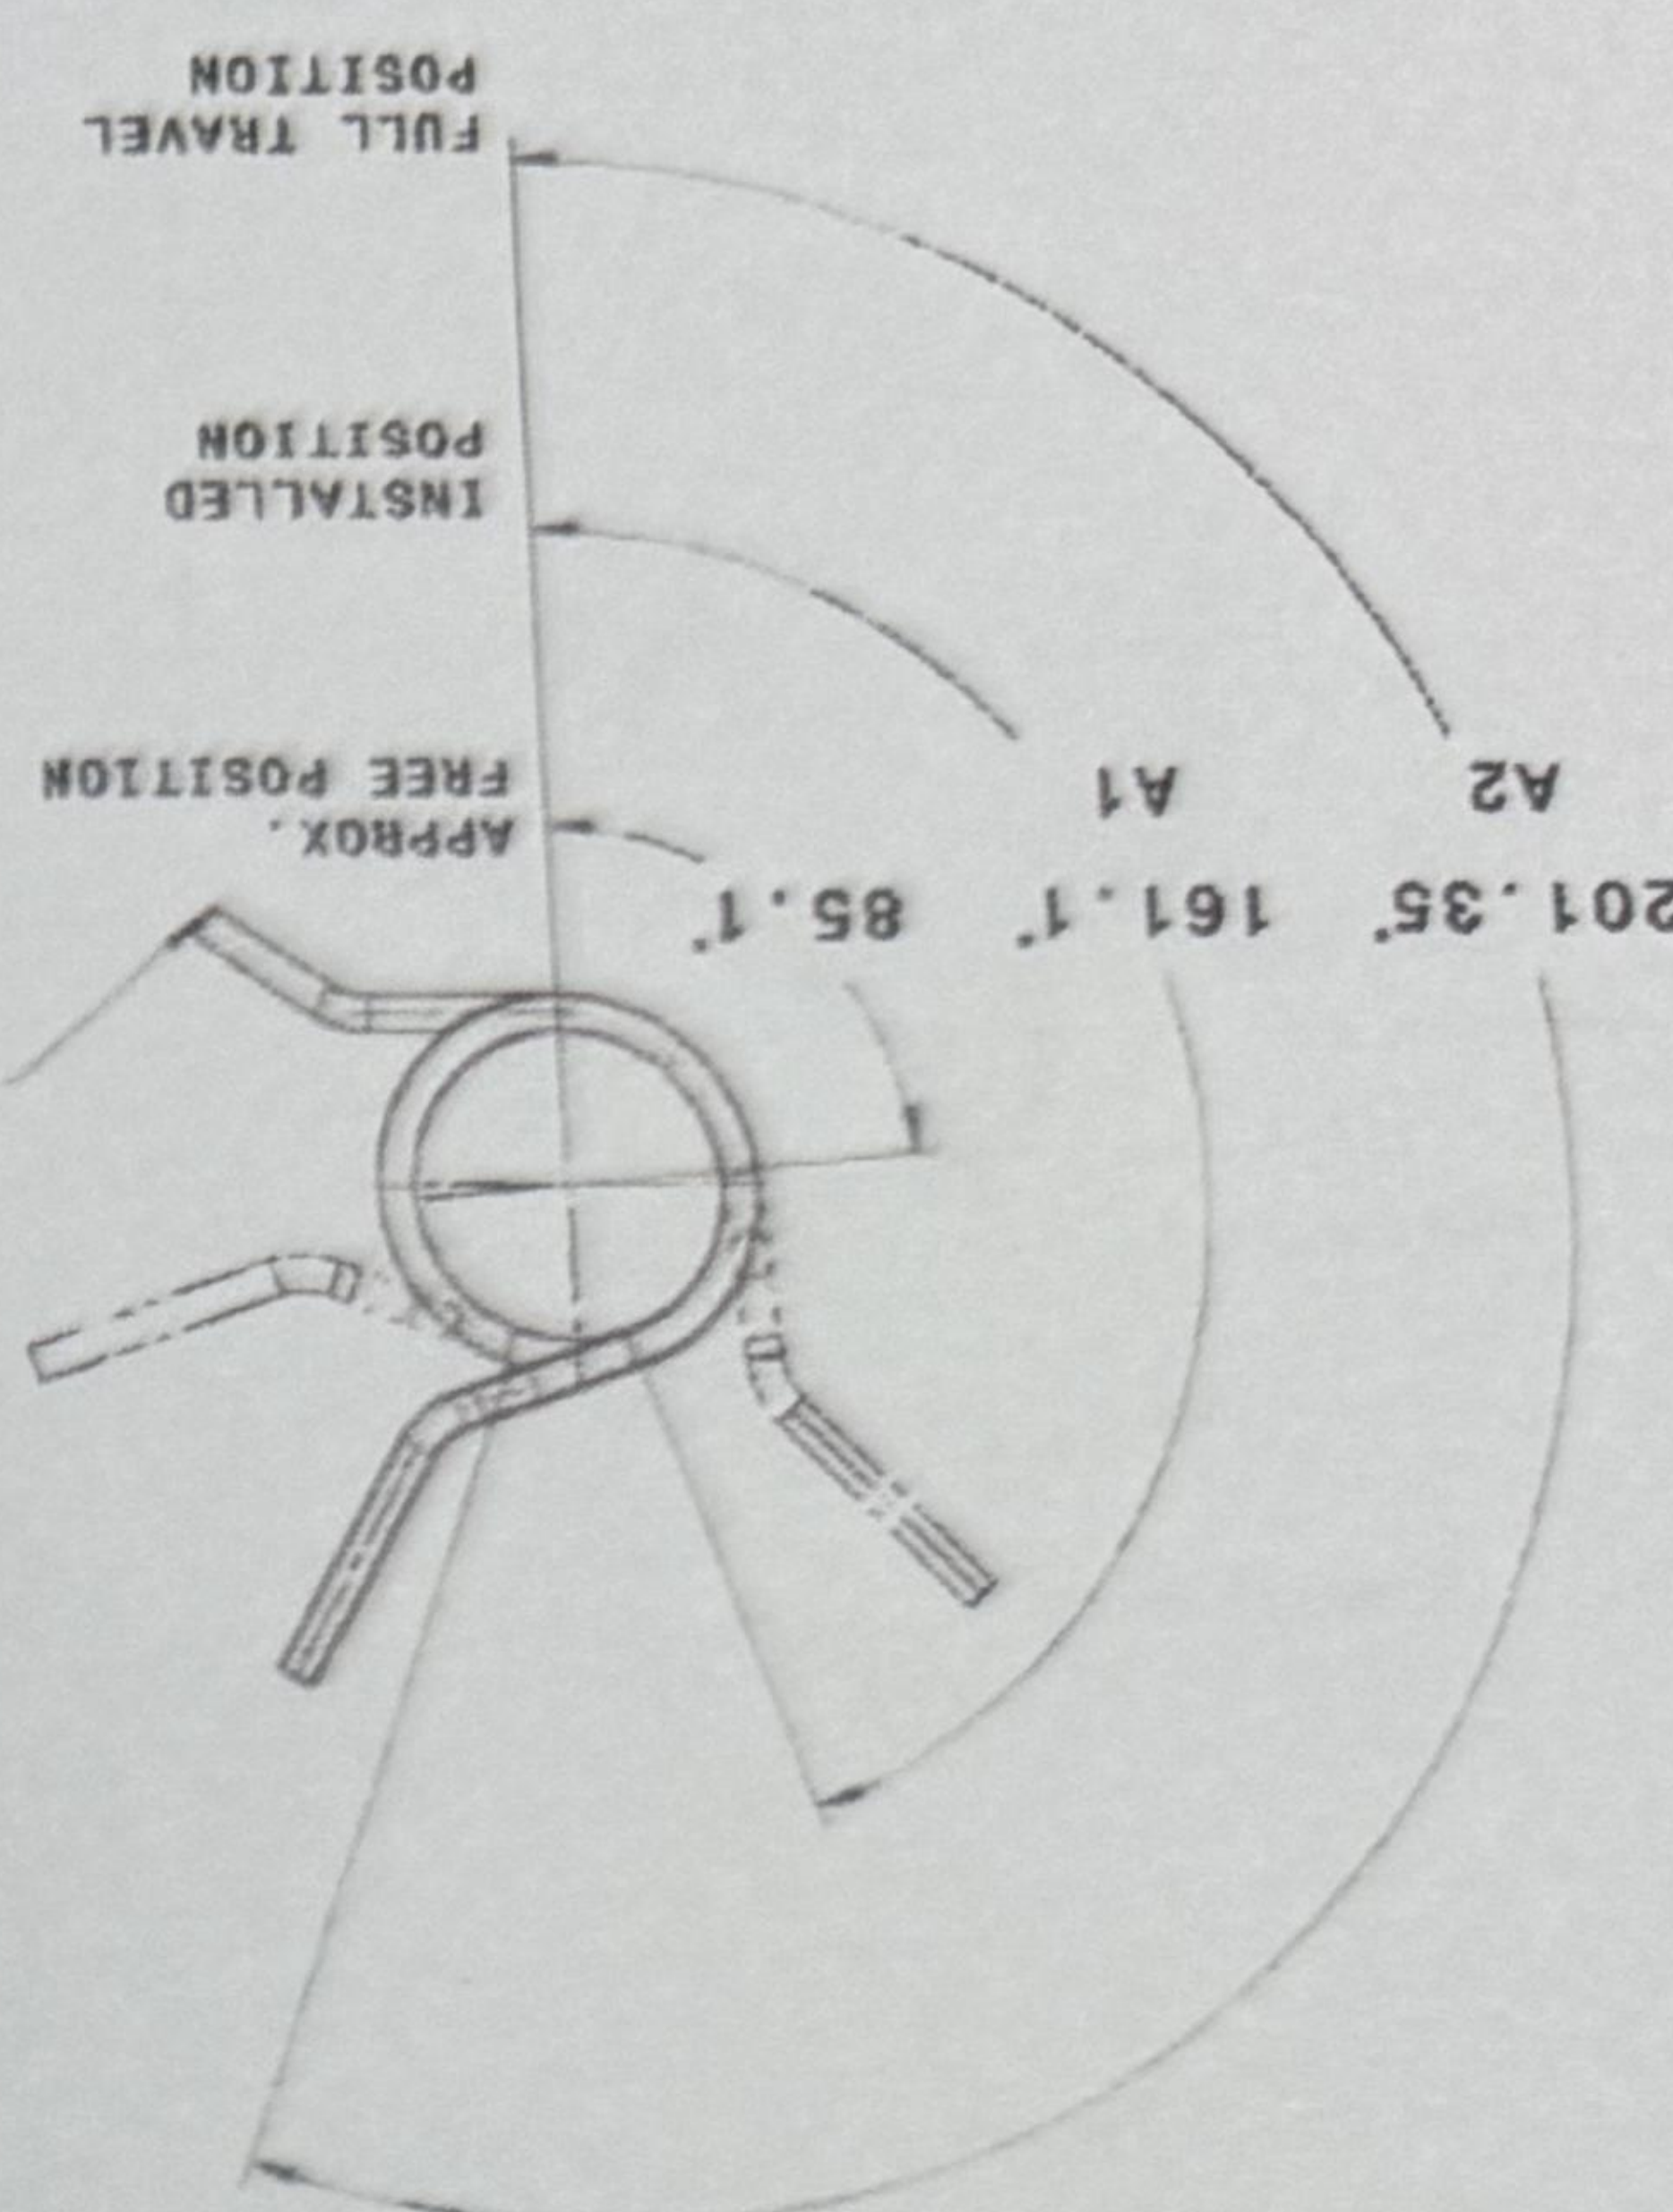 201.35° 161.1° 85.1°
A2 A1
APPROX.
FREE POSITION
INSTALLED
POSITION
FULL TRAVEL
POSITION